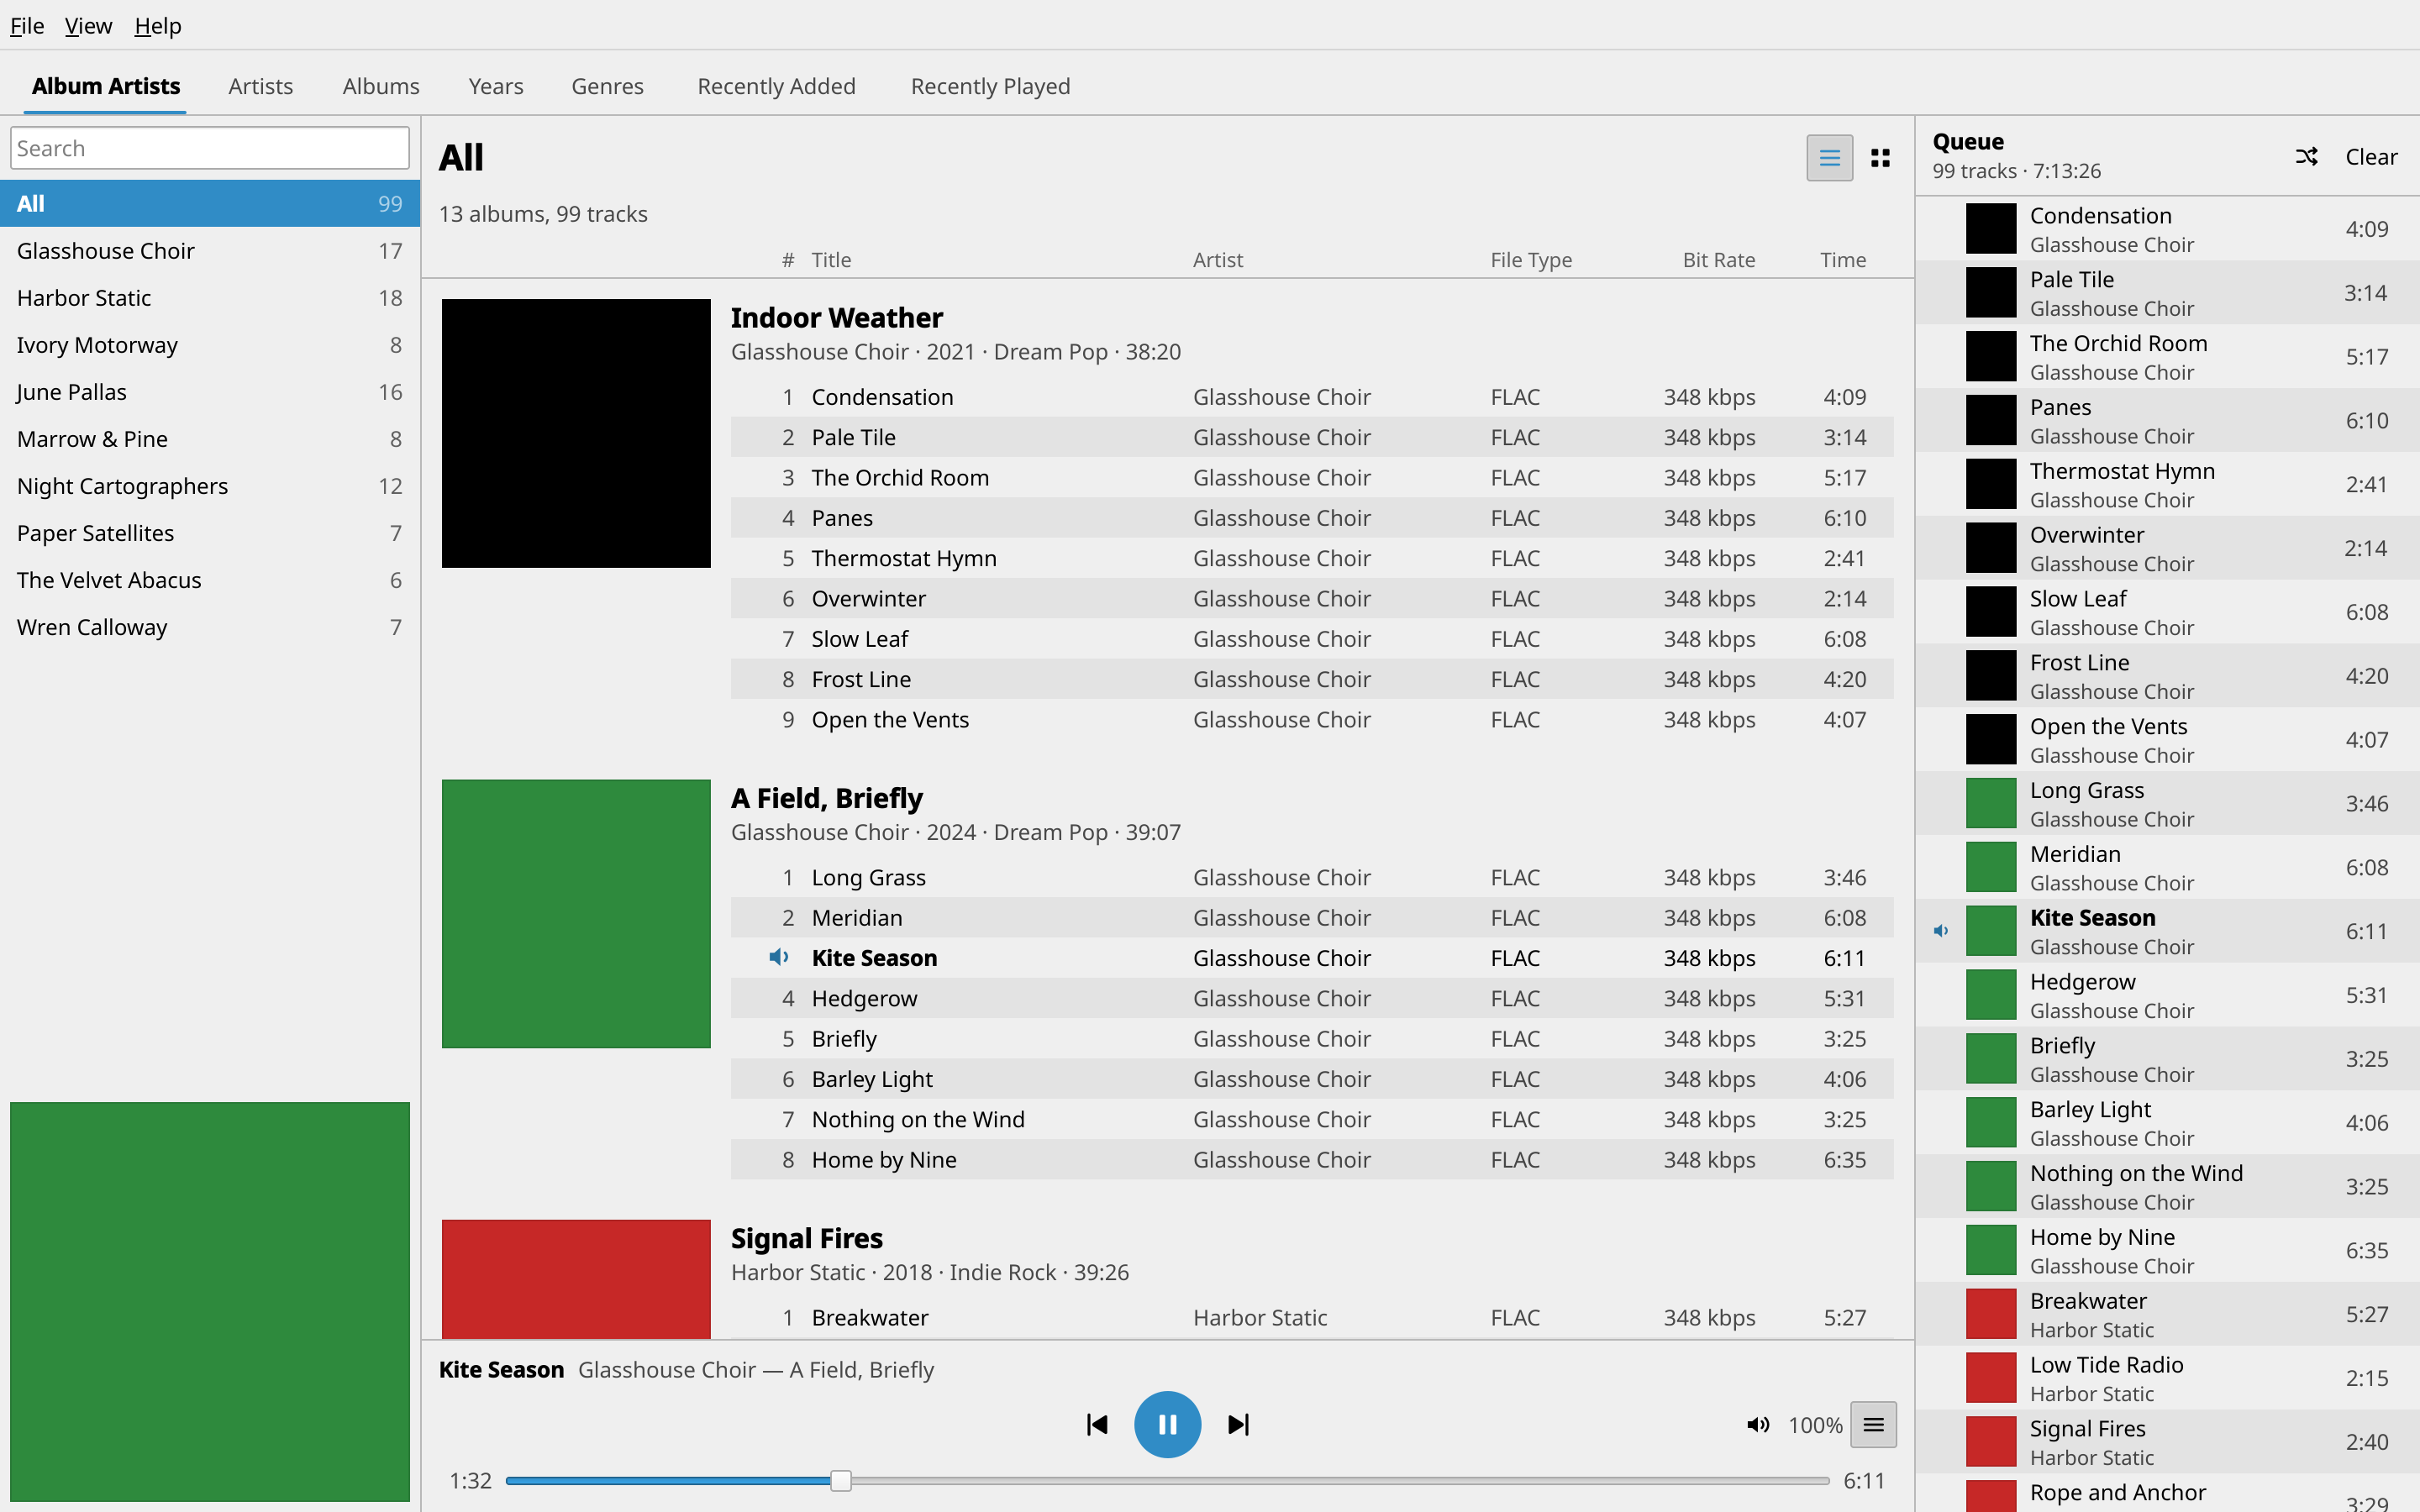 File View Help
Album Artists Artists Albums Years Genres Recently Added Recently Played
Search
All 99
Glasshouse Choir 17
Harbor Static 18
Ivory Motorway 8
June Pallas 16
Marrow & Pine 8
Night Cartographers 12
Paper Satellites 7
The Velvet Abacus 6
Wren Calloway 7
All
13 albums, 99 tracks
# Title Artist File Type Bit Rate Time
Indoor Weather
Glasshouse Choir · 2021 · Dream Pop · 38:20
1 Condensation Glasshouse Choir FLAC 348 kbps 4:09
2 Pale Tile Glasshouse Choir FLAC 348 kbps 3:14
3 The Orchid Room Glasshouse Choir FLAC 348 kbps 5:17
4 Panes Glasshouse Choir FLAC 348 kbps 6:10
5 Thermostat Hymn Glasshouse Choir FLAC 348 kbps 2:41
6 Overwinter Glasshouse Choir FLAC 348 kbps 2:14
7 Slow Leaf Glasshouse Choir FLAC 348 kbps 6:08
8 Frost Line Glasshouse Choir FLAC 348 kbps 4:20
9 Open the Vents Glasshouse Choir FLAC 348 kbps 4:07
A Field, Briefly
Glasshouse Choir · 2024 · Dream Pop · 39:07
1 Long Grass Glasshouse Choir FLAC 348 kbps 3:46
2 Meridian Glasshouse Choir FLAC 348 kbps 6:08
Kite Season Glasshouse Choir FLAC 348 kbps 6:11
4 Hedgerow Glasshouse Choir FLAC 348 kbps 5:31
5 Briefly Glasshouse Choir FLAC 348 kbps 3:25
6 Barley Light Glasshouse Choir FLAC 348 kbps 4:06
7 Nothing on the Wind Glasshouse Choir FLAC 348 kbps 3:25
8 Home by Nine Glasshouse Choir FLAC 348 kbps 6:35
Signal Fires
Harbor Static · 2018 · Indie Rock · 39:26
1 Breakwater Harbor Static FLAC 348 kbps 5:27
Kite Season Glasshouse Choir — A Field, Briefly
100%
1:32 6:11
Queue
99 tracks · 7:13:26
Clear
Condensation
Glasshouse Choir
4:09
Pale Tile
Glasshouse Choir
3:14
The Orchid Room
Glasshouse Choir
5:17
Panes
Glasshouse Choir
6:10
Thermostat Hymn
Glasshouse Choir
2:41
Overwinter
Glasshouse Choir
2:14
Slow Leaf
Glasshouse Choir
6:08
Frost Line
Glasshouse Choir
4:20
Open the Vents
Glasshouse Choir
4:07
Long Grass
Glasshouse Choir
3:46
Meridian
Glasshouse Choir
6:08
Kite Season
Glasshouse Choir
6:11
Hedgerow
Glasshouse Choir
5:31
Briefly
Glasshouse Choir
3:25
Barley Light
Glasshouse Choir
4:06
Nothing on the Wind
Glasshouse Choir
3:25
Home by Nine
Glasshouse Choir
6:35
Breakwater
Harbor Static
5:27
Low Tide Radio
Harbor Static
2:15
Signal Fires
Harbor Static
2:40
Rope and Anchor
3:29